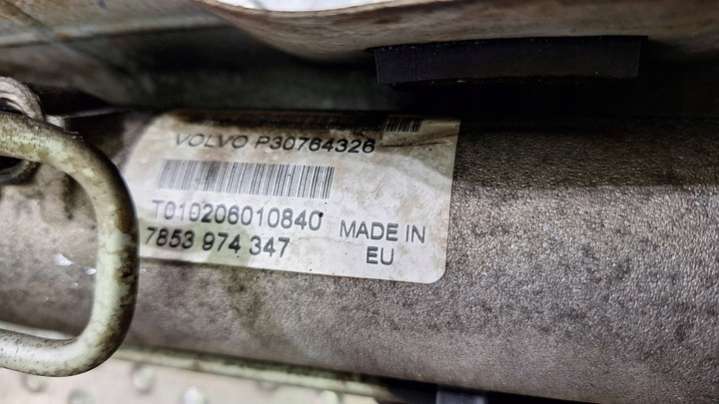 VOLVO P30764326
T010206010840
7853 974 347
MADE IN
EU